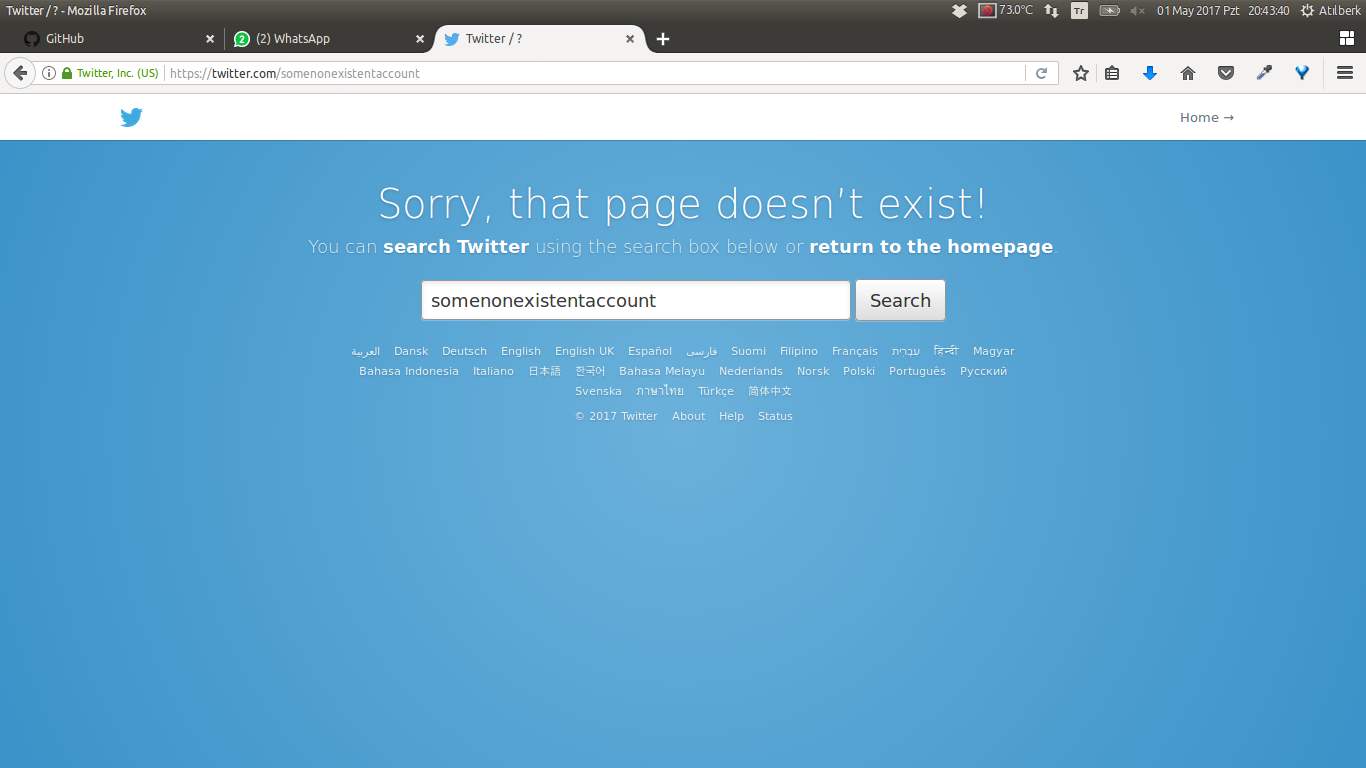 Twitter / ? - Mozilla Firefox 73.0°C Tr 01 May 2017 Pzt 20:43:40 Atılberk
GitHub 2 (2) WhatsApp Twitter / ?
Twitter, Inc. (US) https://twitter.com/somenonexistentaccount
Home →
Sorry, that page doesn't exist!
You can search Twitter using the search box below or return to the homepage.
somenonexistentaccount Search
العربية Dansk Deutsch English English UK Español فارسی Suomi Filipino Français עִבְרִית हिन्दी Magyar
Bahasa Indonesia Italiano 日本語 한국어 Bahasa Melayu Nederlands Norsk Polski Português Русский
Svenska ภาษาไทย Türkçe 简体中文
© 2017 Twitter About Help Status